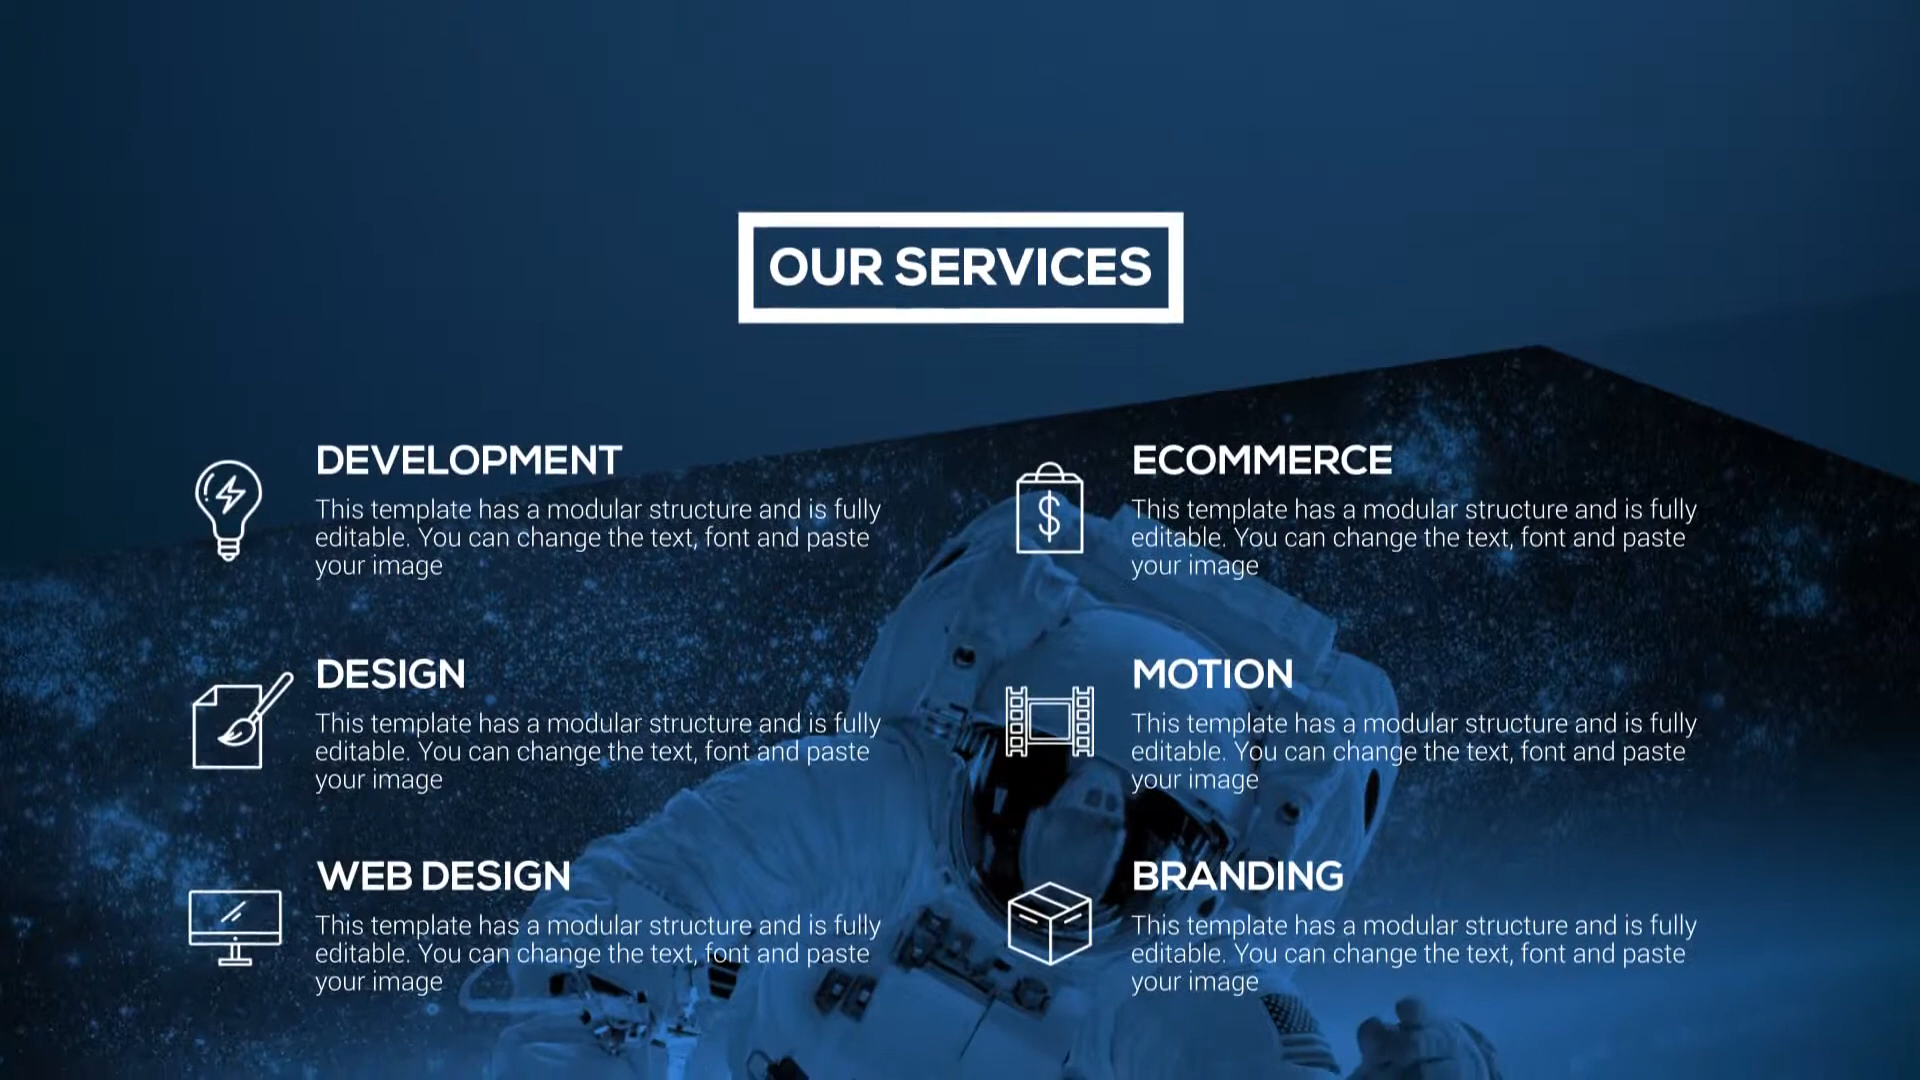 OUR SERVICES
DEVELOPMENT
This template has a modular structure and is fully
editable. You can change the text, font and paste
your image
DESIGN
This template has a modular structure and is fully
editable. You can change the text, font and paste
your image
WEB DESIGN
This template has a modular structure and is fully
editable. You can change the text, font and paste
your image
ECOMMERCE
This template has a modular structure and is fully
editable. You can change the text, font and paste
your image
MOTION
This template has a modular structure and is fully
editable. You can change the text, font and paste
your image
BRANDING
This template has a modular structure and is fully
editable. You can change the text, font and paste
your image